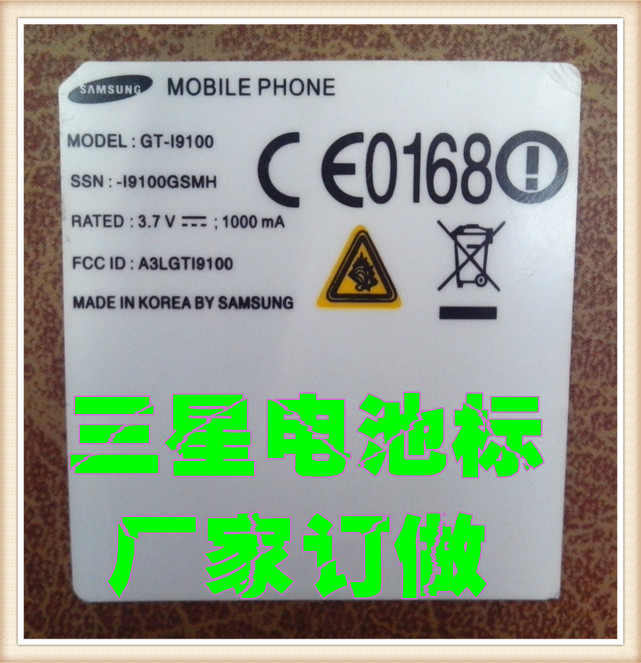 SAMSUNG MOBILE PHONE
MODEL : GT-I9100
SSN : -I9100GSMH
RATED : 3.7 V ; 1000 mA
FCC ID : A3LGTI9100
MADE IN KOREA BY SAMSUNG
CE0168
三星电池标
厂家订做